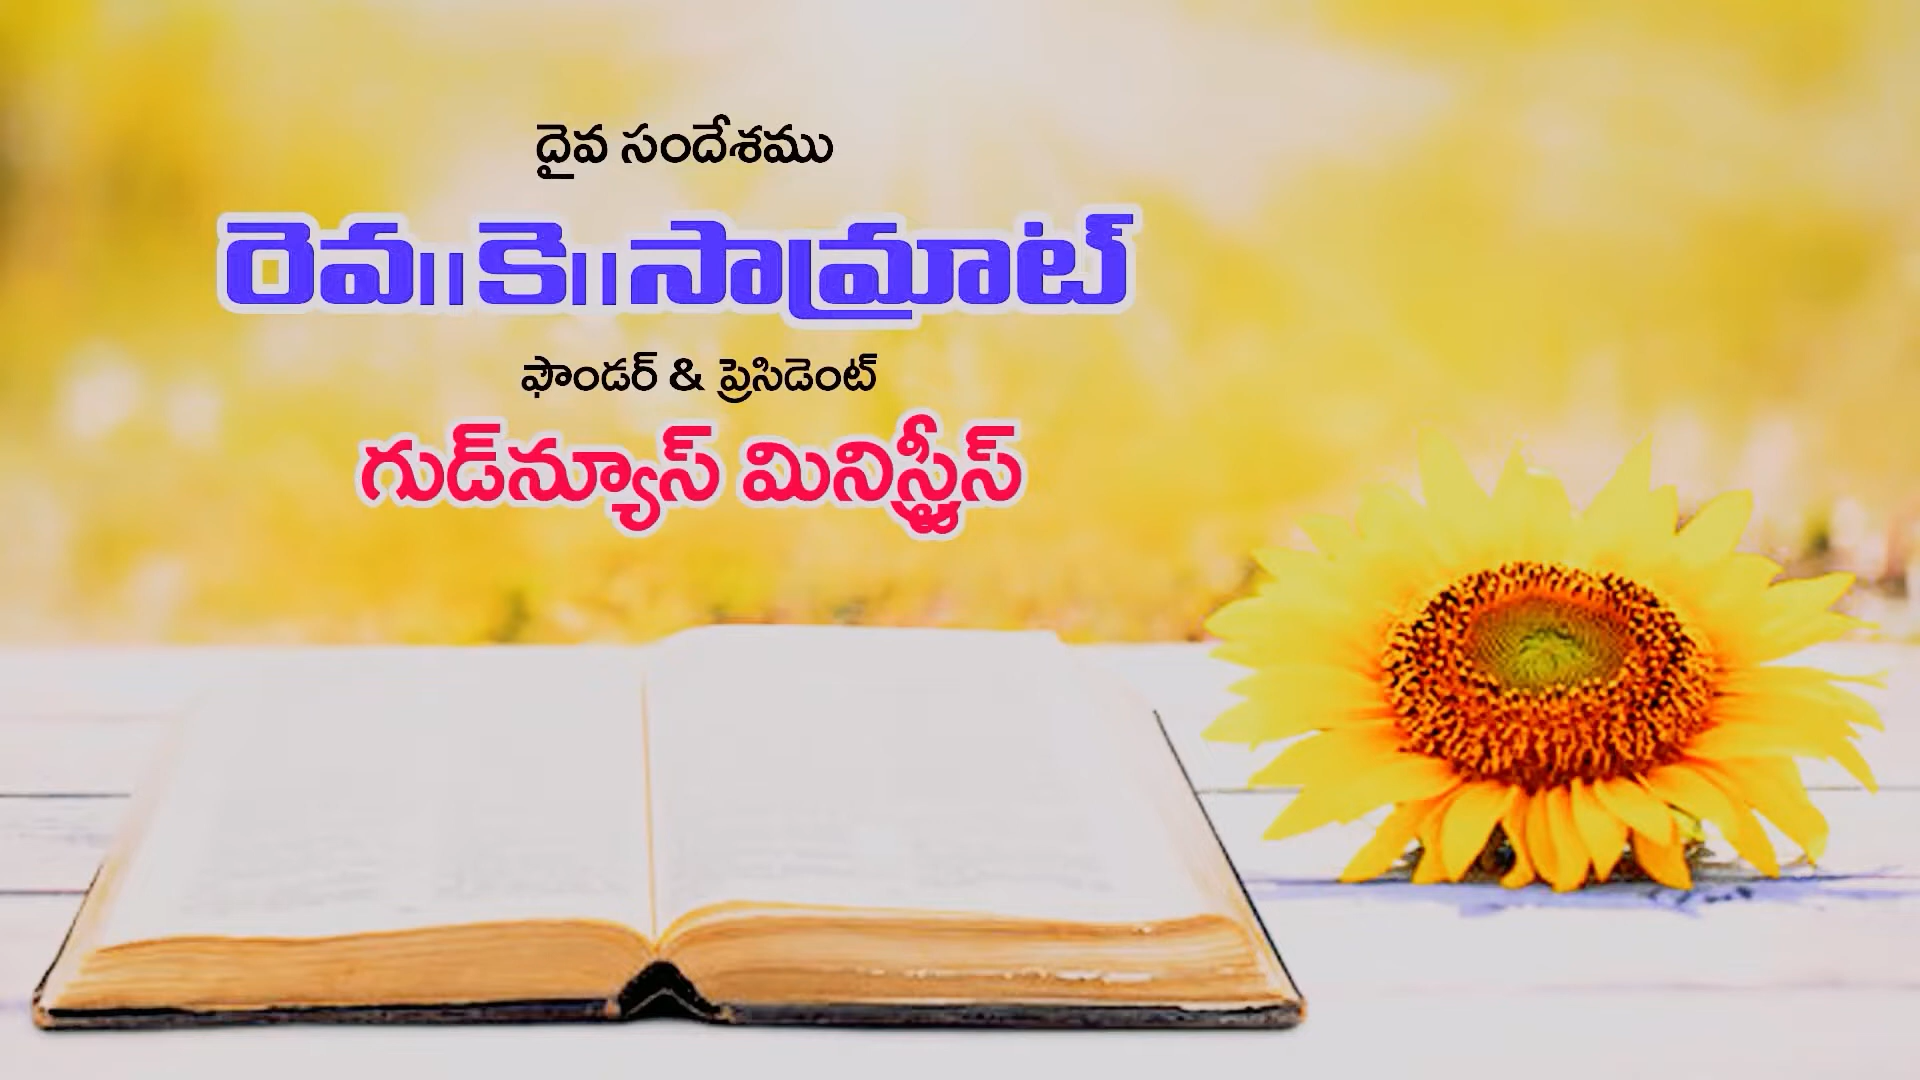 దైవ సందేశము
రెవ॥కె॥సామ్రాట్
ఫౌండర్ & ప్రెసిడెంట్
గుడ్‌న్యూస్ మినిస్ట్రీస్